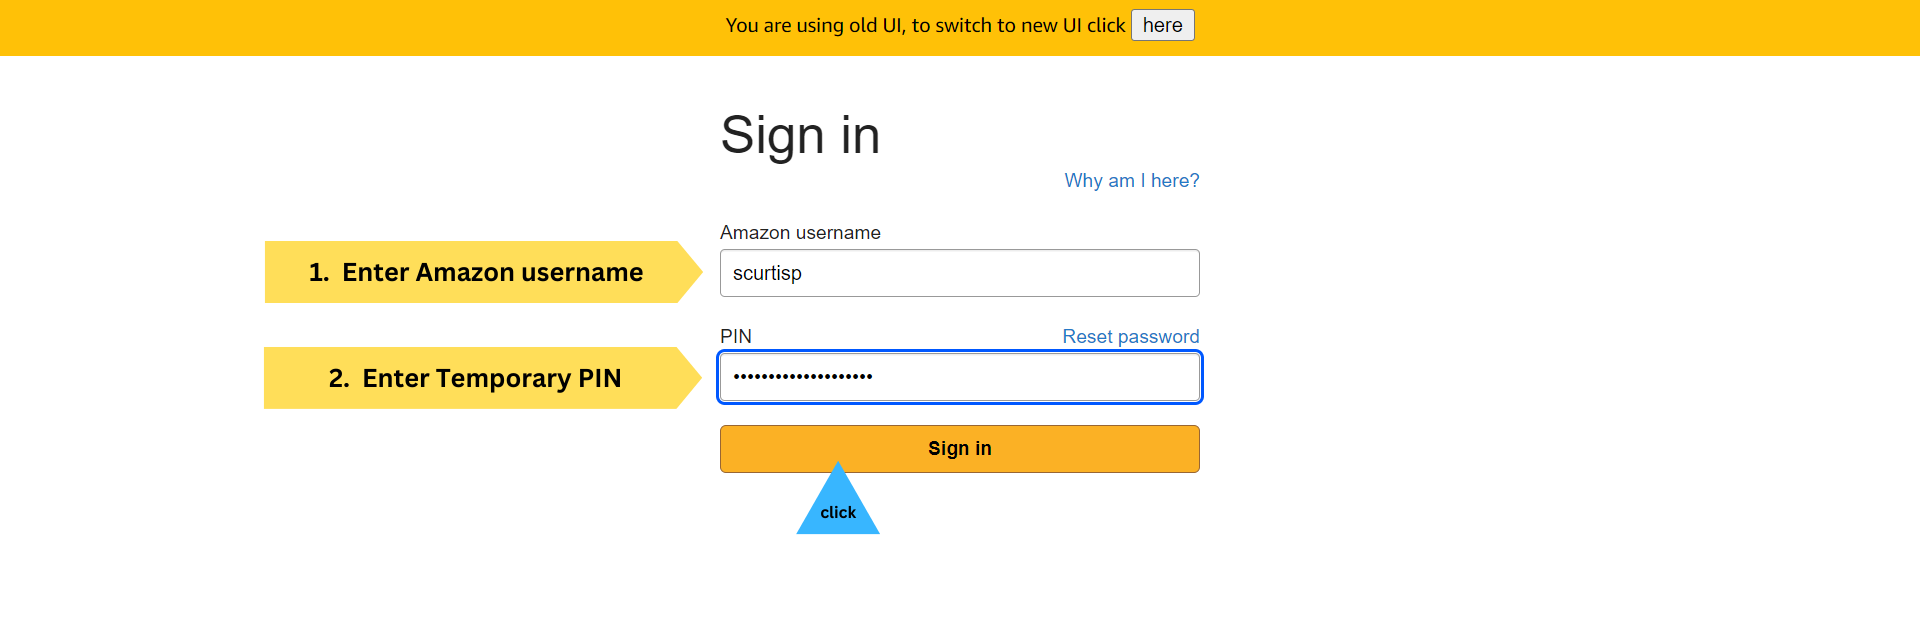 You are using old UI, to switch to new UI click here
Sign in
Why am I here?
Amazon username
1. Enter Amazon username
scurtisp
PIN
Reset password
2. Enter Temporary PIN
••••••••••••••••••••
Sign in
click